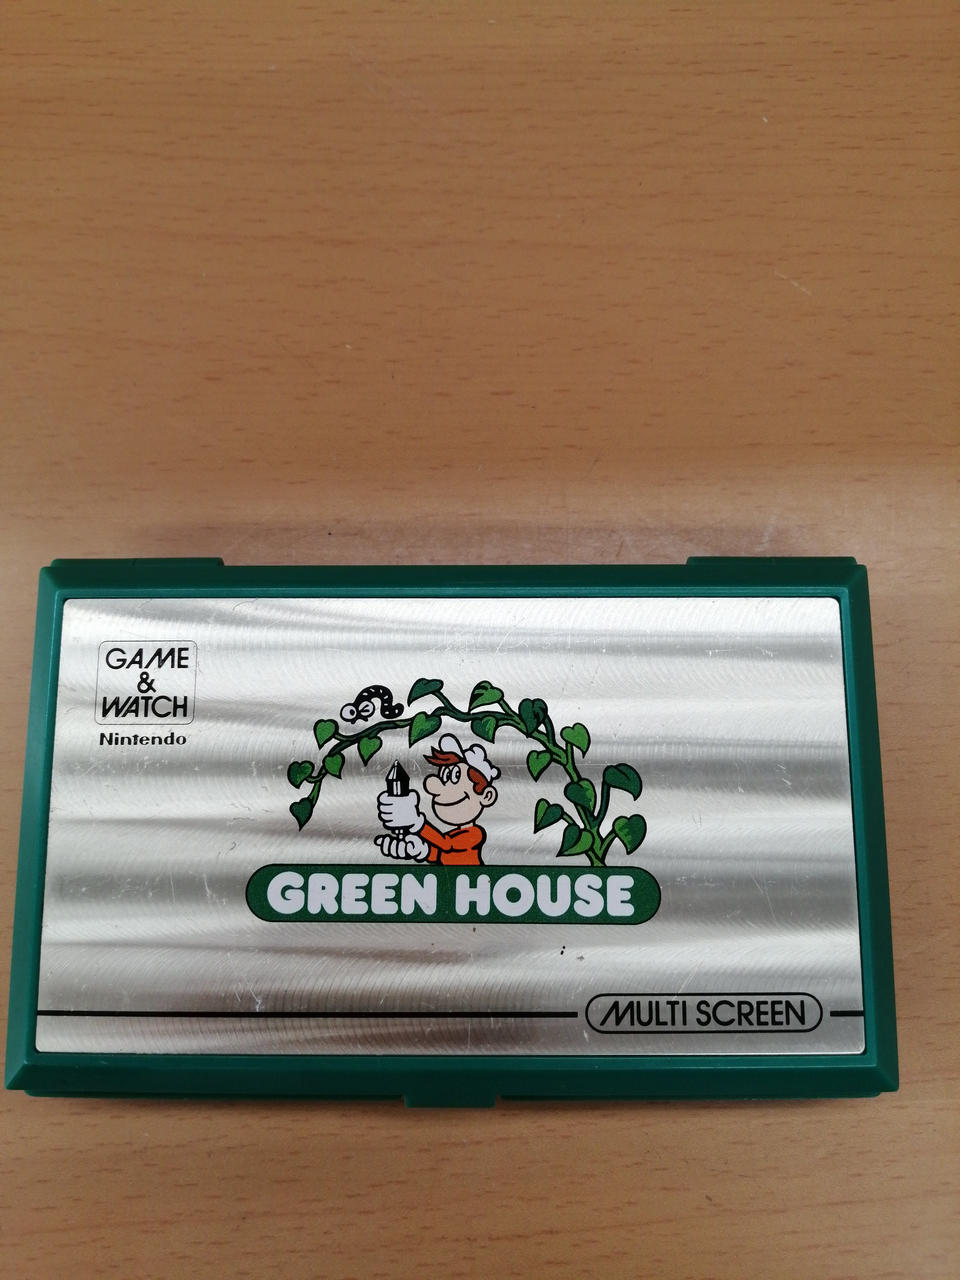 GAME
&
WATCH
Nintendo
GREEN HOUSE
MULTI SCREEN